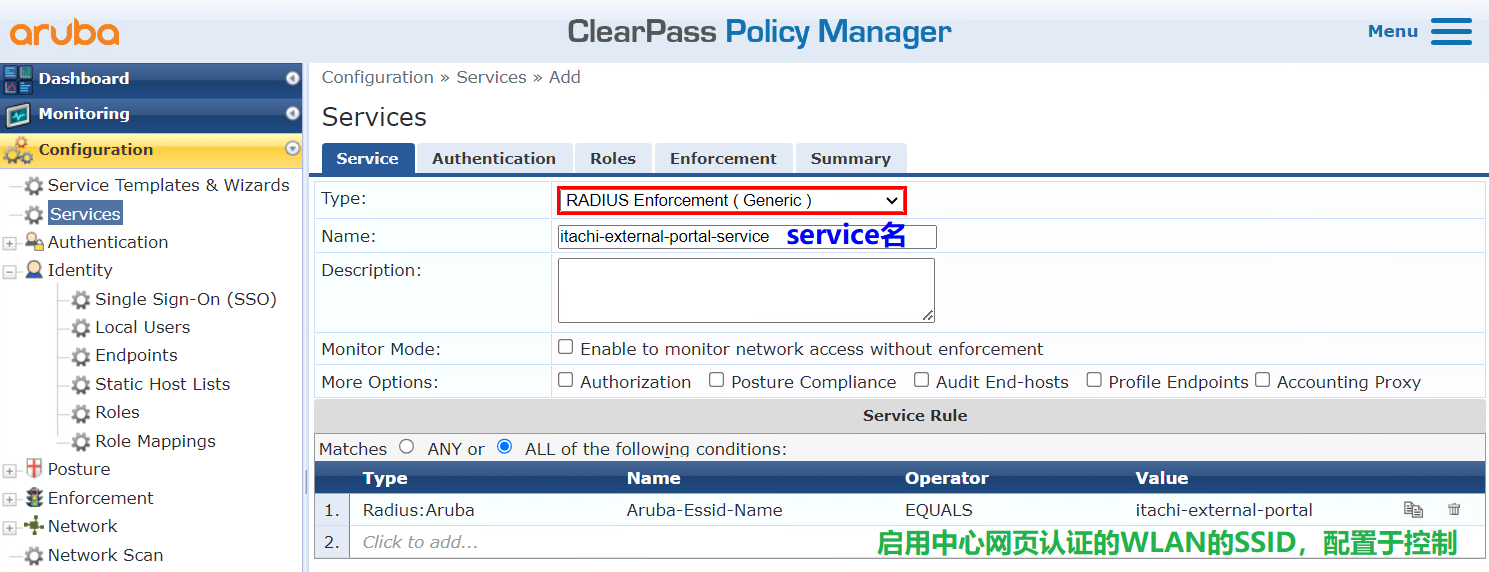 aruba
ClearPass Policy Manager
Menu
Dashboard
Monitoring
Configuration
Service Templates & Wizards
Services
Authentication
Identity
Single Sign-On (SSO)
Local Users
Endpoints
Static Host Lists
Roles
Role Mappings
Posture
Enforcement
Network
Network Scan
Configuration » Services » Add
Services
Service Authentication Roles Enforcement Summary
Type: RADIUS Enforcement ( Generic )
Name: itachi-external-portal-service service名
Description:
Monitor Mode: Enable to monitor network access without enforcement
More Options: Authorization Posture Compliance Audit End-hosts Profile Endpoints Accounting Proxy
Service Rule
Matches ANY or ALL of the following conditions:
Type Name Operator Value
1. Radius:Aruba Aruba-Essid-Name EQUALS itachi-external-portal
2. Click to add...
启用中心网页认证的WLAN的SSID，配置于控制